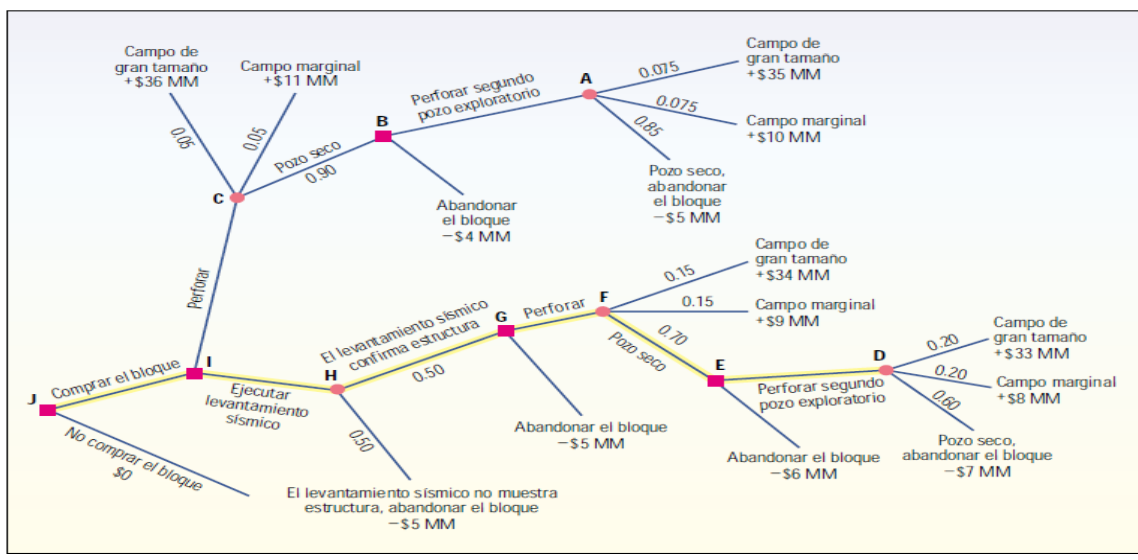 Campo de
gran tamaño
+$36 MM
Campo marginal
+$11 MM
0.05
0.05
C
Pozo seco
0.90
B
Perforar segundo
pozo exploratorio
A
0.075
Campo de
gran tamaño
+$35 MM
0.075
Campo marginal
+$10 MM
0.85
Pozo seco,
abandonar
el bloque
−$5 MM
Abandonar
el bloque
−$4 MM
Perforar
J
Comprar el bloque
I
No comprar el bloque
$0
Ejecutar
levantamiento
sísmico
H
El levantamiento sísmico
confirma estructura
0.50
0.50
El levantamiento sísmico no muestra
estructura, abandonar el bloque
−$5 MM
G
Perforar
F
0.15
Campo de
gran tamaño
+$34 MM
0.15
Campo marginal
+$9 MM
Abandonar el bloque
−$5 MM
0.70
Pozo seco
E
Perforar segundo
pozo exploratorio
D
0.20
Campo de
gran tamaño
+$33 MM
0.20
Campo marginal
+$8 MM
0.60
Pozo seco,
abandonar el bloque
−$7 MM
Abandonar el bloque
−$6 MM